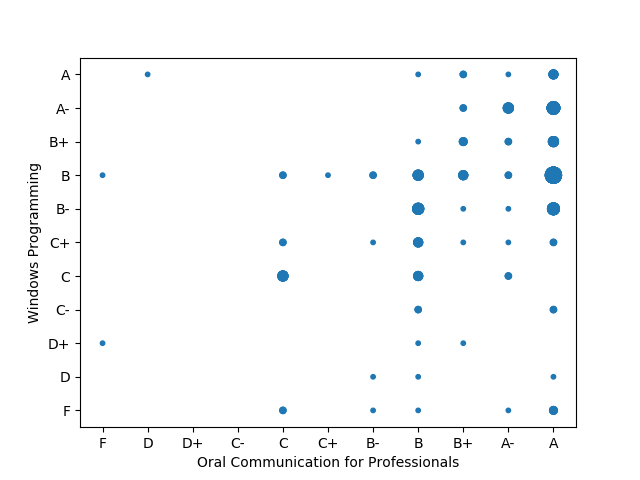 A
A-
B+
B
B-
C+
C
C-
D+
D
F
Windows Programming
F D D+ C- C C+ B- B B+ A- A
Oral Communication for Professionals